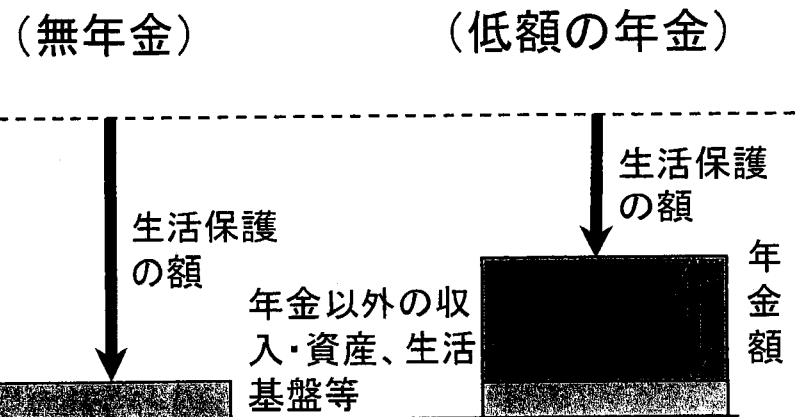 （無年金）
（低額の年金）
生活保護
の額
生活保護
の額
年金以外の収
入・資産、生活
基盤等
年
金
額